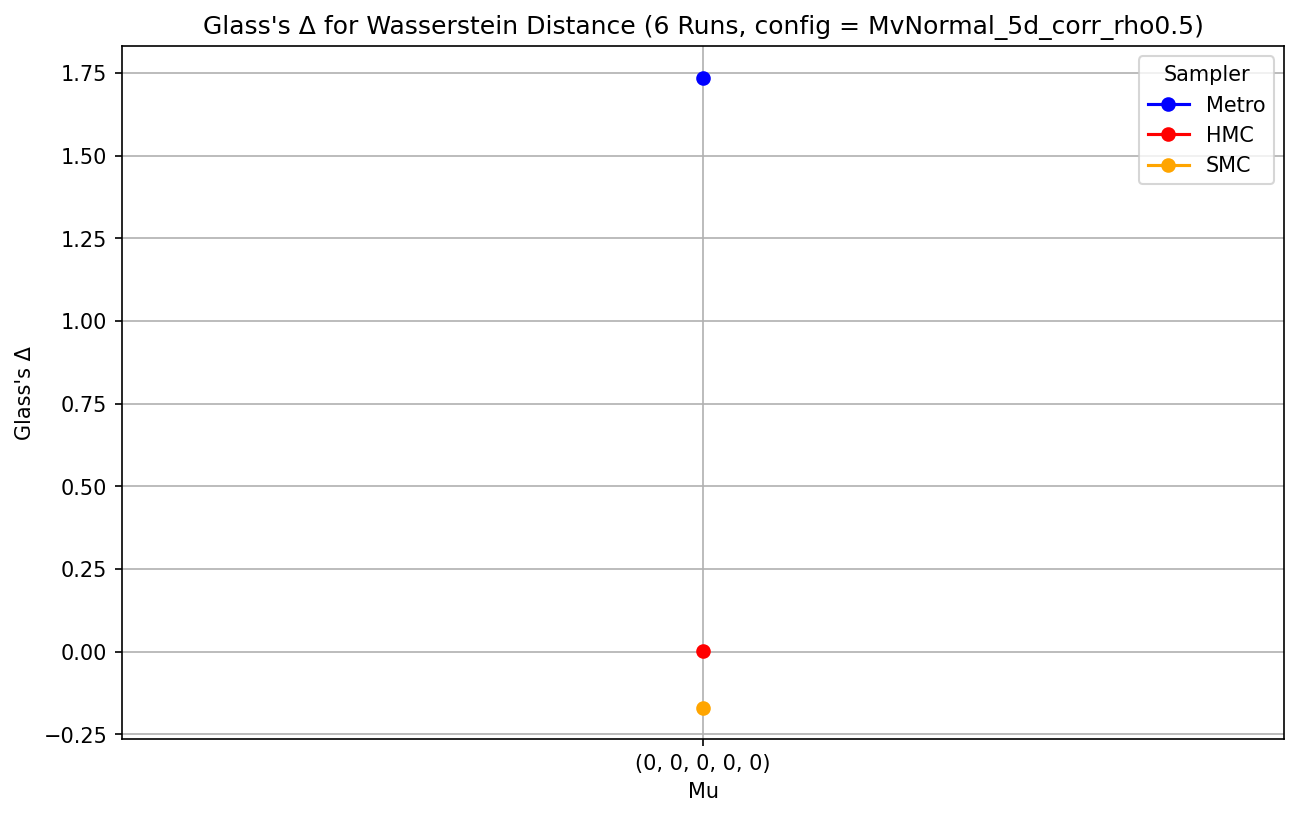 Glass's Δ for Wasserstein Distance (6 Runs, config = MvNormal_5d_corr_rho0.5)
Sampler
Metro
HMC
SMC
Glass's Δ
1.75
1.50
1.25
1.00
0.75
0.50
0.25
0.00
−0.25
(0, 0, 0, 0, 0)
Mu